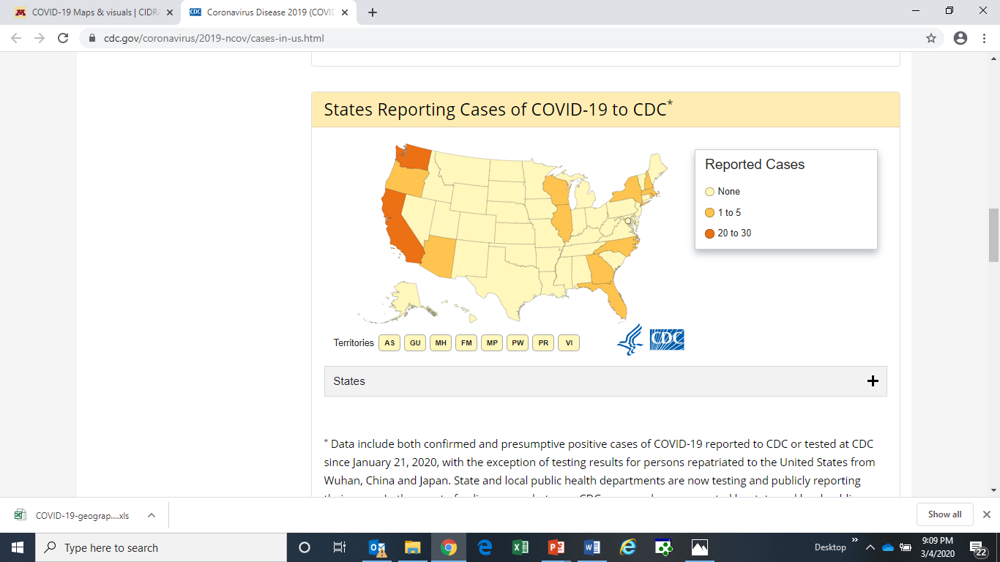 COVID-19 Maps & visuals | CIDR
CDC
Coronavirus Disease 2019 (COVID
cdc.gov/coronavirus/2019-ncov/cases-in-us.html
States Reporting Cases of COVID-19 to CDC*
Reported Cases
None
1 to 5
20 to 30
Territories AS GU MH FM MP PW PR VI
CDC
States
* Data include both confirmed and presumptive positive cases of COVID-19 reported to CDC or tested at CDC
since January 21, 2020, with the exception of testing results for persons repatriated to the United States from
Wuhan, China and Japan. State and local public health departments are now testing and publicly reporting
COVID-19-geograp....xls
Show all
Type here to search
Desktop
9:09 PM
3/4/2020
22